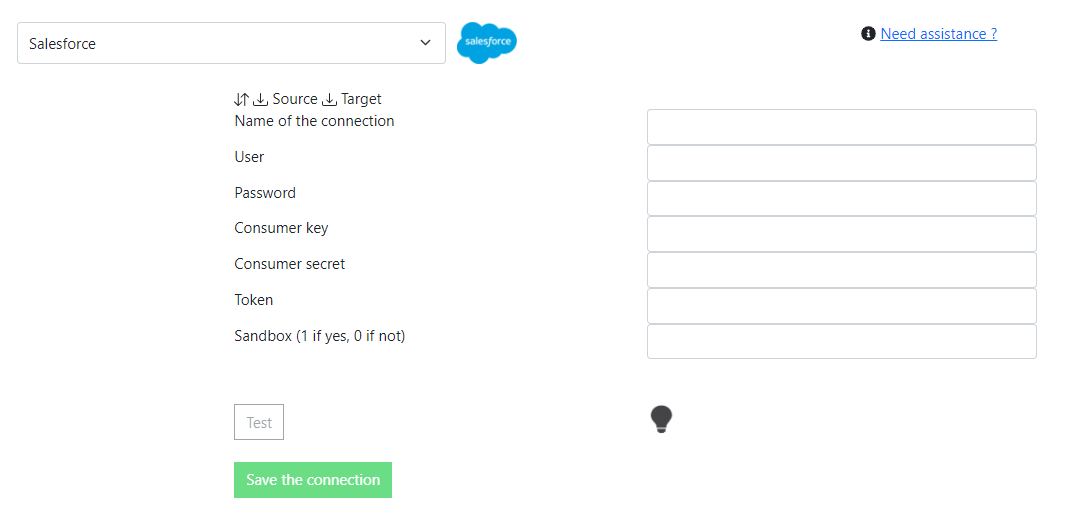 Salesforce
salesforce
Need assistance ?
Source Target
Name of the connection
User
Password
Consumer key
Consumer secret
Token
Sandbox (1 if yes, 0 if not)
Test
Save the connection